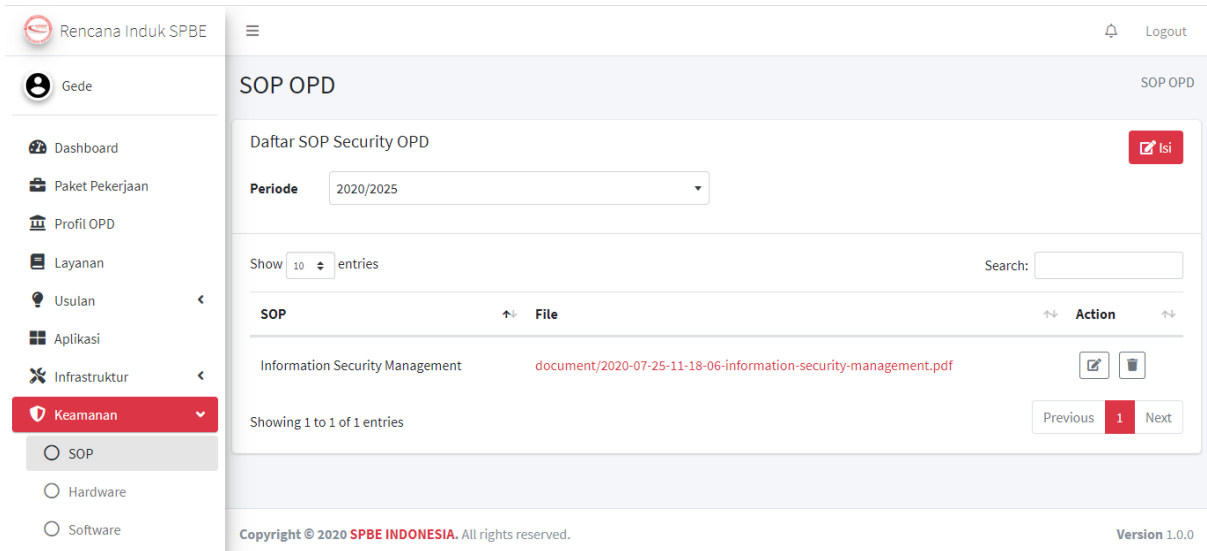 Rencana Induk SPBE
Logout
Gede
SOP OPD
SOP OPD
Dashboard
Paket Pekerjaan
Profil OPD
Layanan
Usulan
Aplikasi
Infrastruktur
Keamanan
SOP
Hardware
Software
Daftar SOP Security OPD
Isi
Periode 2020/2025
Show 10 entries
Search:
SOP File Action
Information Security Management document/2020-07-25-11-18-06-information-security-management.pdf
Showing 1 to 1 of 1 entries
Previous 1 Next
Copyright © 2020 SPBE INDONESIA. All rights reserved.
Version 1.0.0